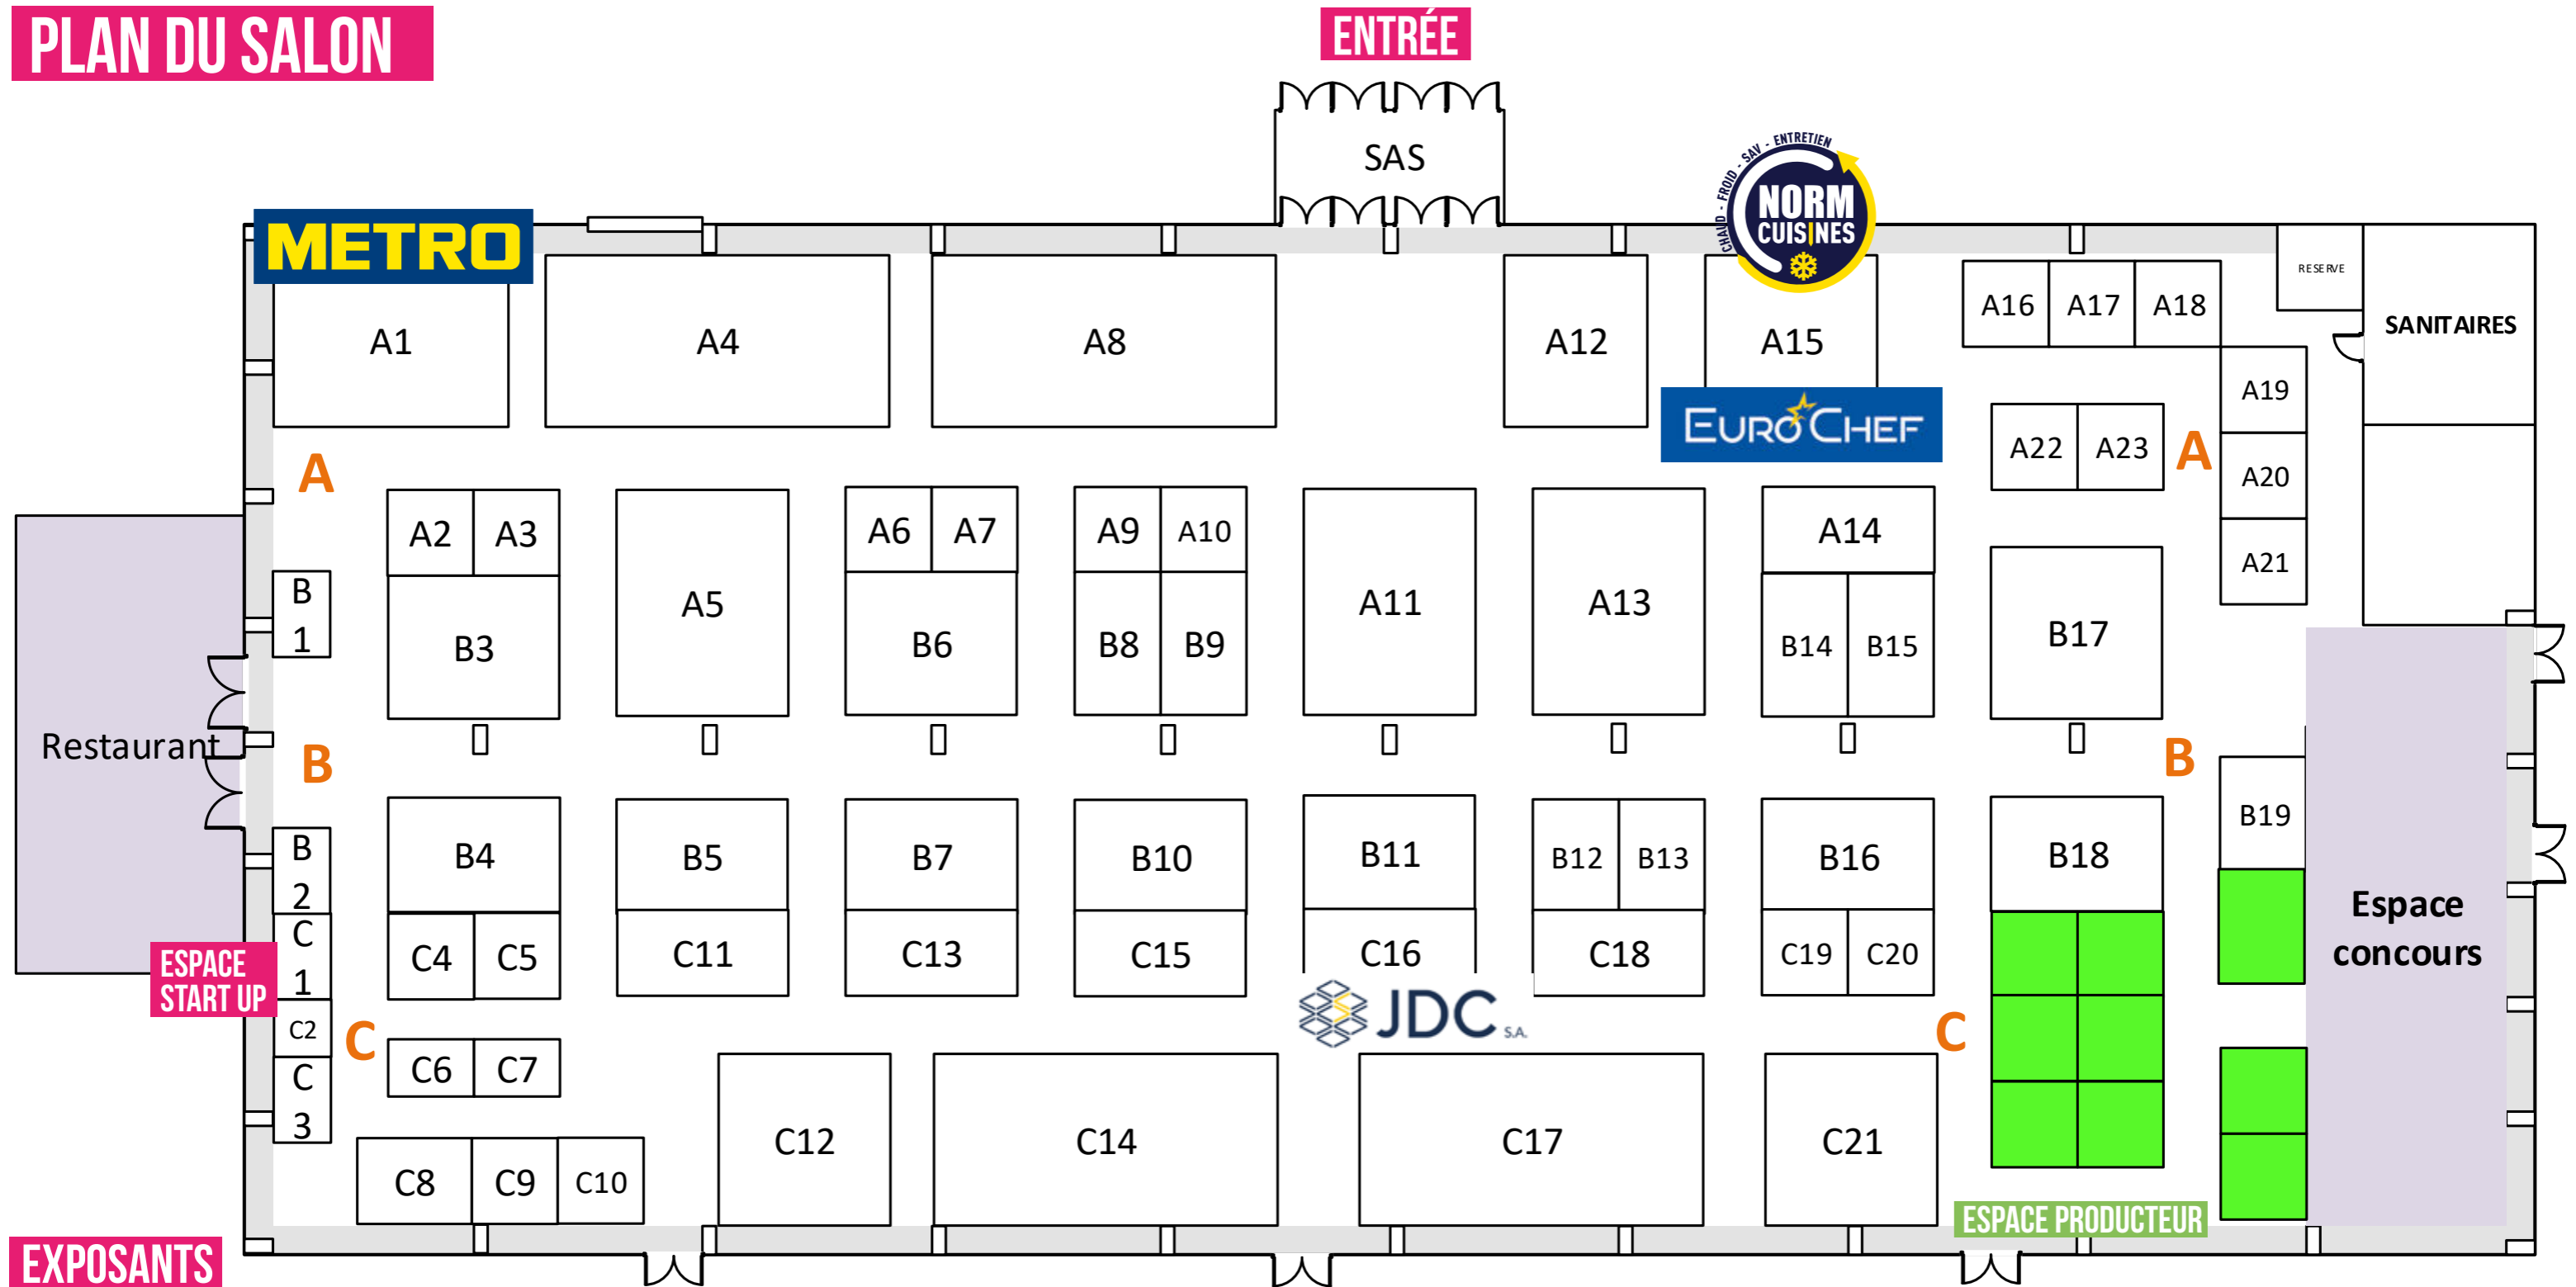 PLAN DU SALON
ENTRÉE
SAS
CHAUD - FROID - SAV - ENTRETIEN
NORM
CUISINES
METRO
RESERVE
SANITAIRES
A1
A4
A8
A12
A15
A16
A17
A18
A19
EUROCHEF
A
A22
A23
A
A20
A2
A3
A5
A6
A7
A9
A10
A11
A13
A14
A21
B
1
B3
B6
B8
B9
B14
B15
B17
Restaurant
B
B
B
2
B4
B5
B7
B10
B11
B12
B13
B16
B18
B19
Espace
concours
C
1
C4
C5
C11
C13
C15
C16
C18
C19
C20
ESPACE
START UP
JDC S.A.
C2
C
C
C
3
C6
C7
C12
C14
C17
C21
C8
C9
C10
ESPACE PRODUCTEUR
EXPOSANTS